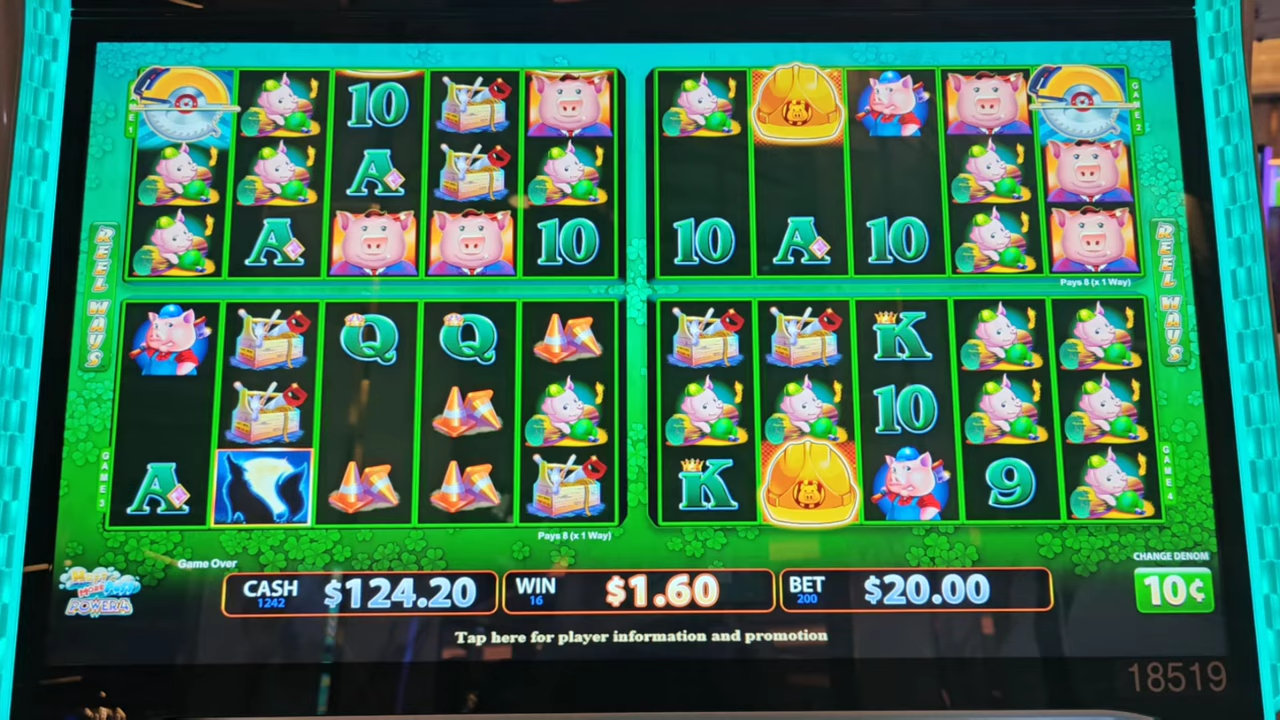 GAME 1
10
A
A
10
GAME 2
10
A
10
Pays 8 (x 1 Way)
REEL WAYS
REEL WAYS
Q
Q
A
GAME 3
Pays 8 (x 1 Way)
K
10
K
9
GAME 4
Game Over
CHANGE DENOM
POWER 4
CASH
1242
$124.20
WIN
16
$1.60
BET
200
$20.00
10¢
Tap here for player information and promotion
18519